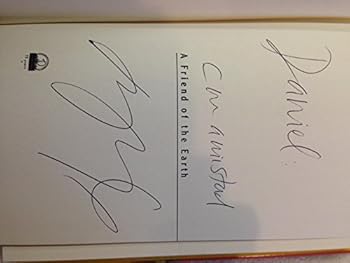 Daniel:
Con amistad
A Friend of the Earth